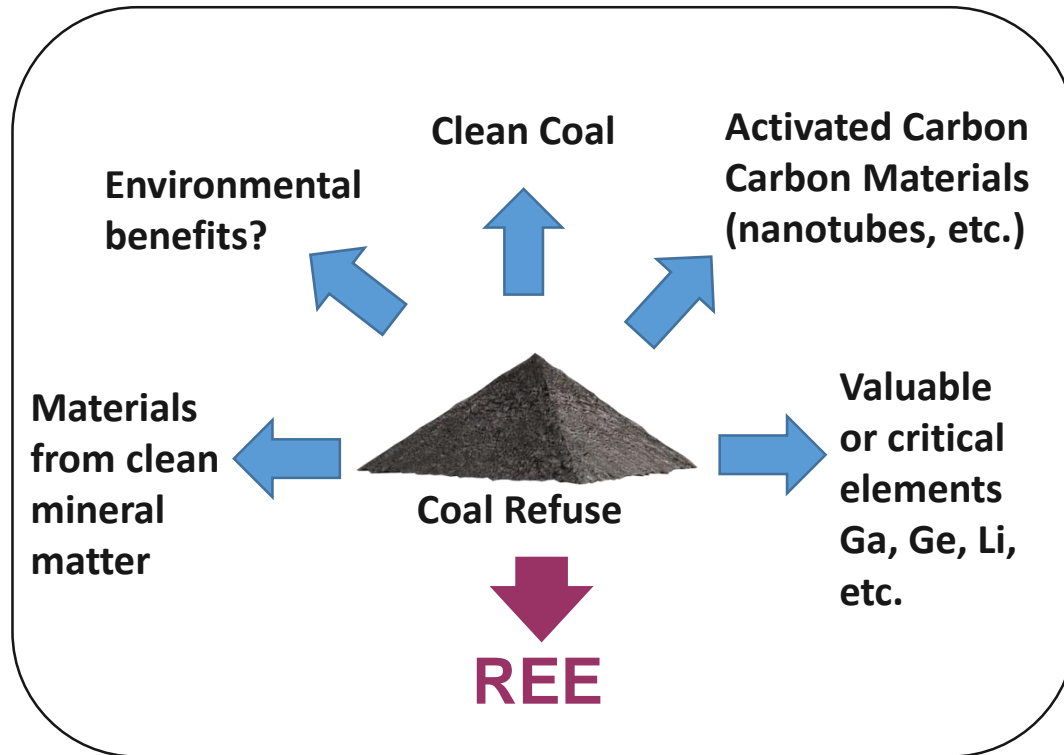 Clean Coal
Activated Carbon
Carbon Materials
(nanotubes, etc.)
Environmental
benefits?
Materials
from clean
mineral
matter
Coal Refuse
Valuable
or critical
elements
Ga, Ge, Li,
etc.
REE